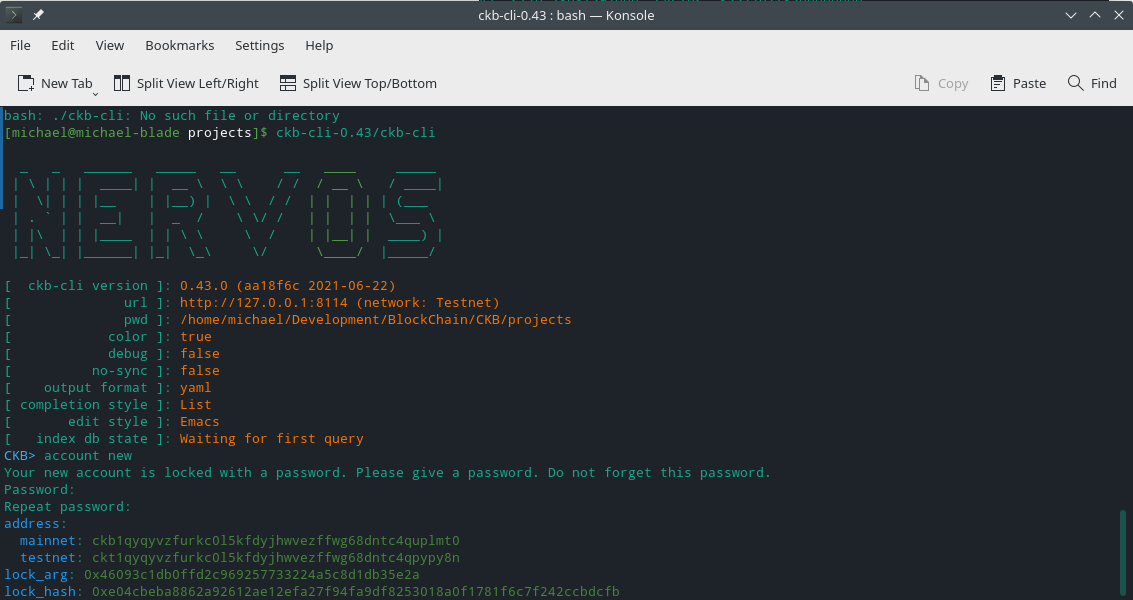 ckb-cli-0.43 : bash — Konsole
File Edit View Bookmarks Settings Help
New Tab Split View Left/Right Split View Top/Bottom Copy Paste Find
bash: ./ckb-cli: No such file or directory
[michael@michael-blade projects]$ ckb-cli-0.43/ckb-cli
NERVOS
[  ckb-cli version ]: 0.43.0 (aa18f6c 2021-06-22)
[              url ]: http://127.0.0.1:8114 (network: Testnet)
[              pwd ]: /home/michael/Development/BlockChain/CKB/projects
[            color ]: true
[            debug ]: false
[          no-sync ]: false
[    output format ]: yaml
[ completion style ]: List
[       edit style ]: Emacs
[   index db state ]: Waiting for first query
CKB> account new
Your new account is locked with a password. Please give a password. Do not forget this password.
Password:
Repeat password:
address:
  mainnet: ckb1qyqyvzfurkc0l5kfdyjhwvezffwg68dntc4quplmt0
  testnet: ckt1qyqyvzfurkc0l5kfdyjhwvezffwg68dntc4qpypy8n
lock_arg: 0x46093c1db0ffd2c969257733224a5c8d1db35e2a
lock_hash: 0xe04cbeba8862a92612ae12efa27f94fa9df8253018a0f1781f6c7f242ccbdcfb